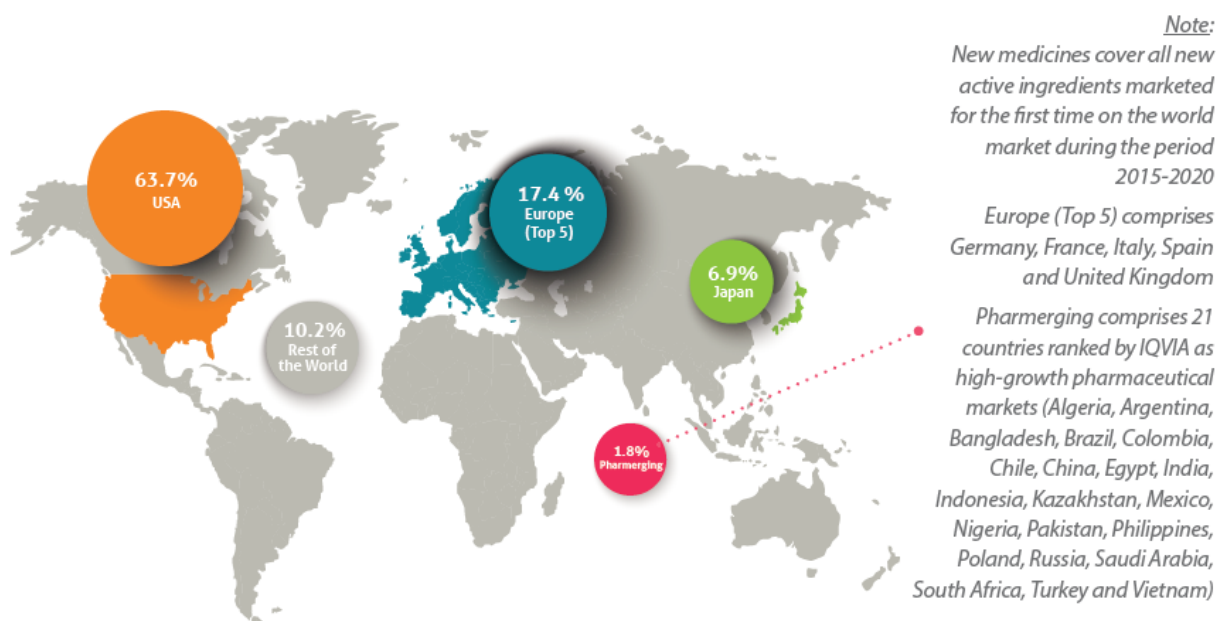 63.7%
USA
17.4 %
Europe
(Top 5)
6.9%
Japan
10.2%
Rest of
the World
1.8%
Pharmerging
Note:
New medicines cover all new
active ingredients marketed
for the first time on the world
market during the period
2015-2020
Europe (Top 5) comprises
Germany, France, Italy, Spain
and United Kingdom
Pharmerging comprises 21
countries ranked by IQVIA as
high-growth pharmaceutical
markets (Algeria, Argentina,
Bangladesh, Brazil, Colombia,
Chile, China, Egypt, India,
Indonesia, Kazakhstan, Mexico,
Nigeria, Pakistan, Philippines,
Poland, Russia, Saudi Arabia,
South Africa, Turkey and Vietnam)